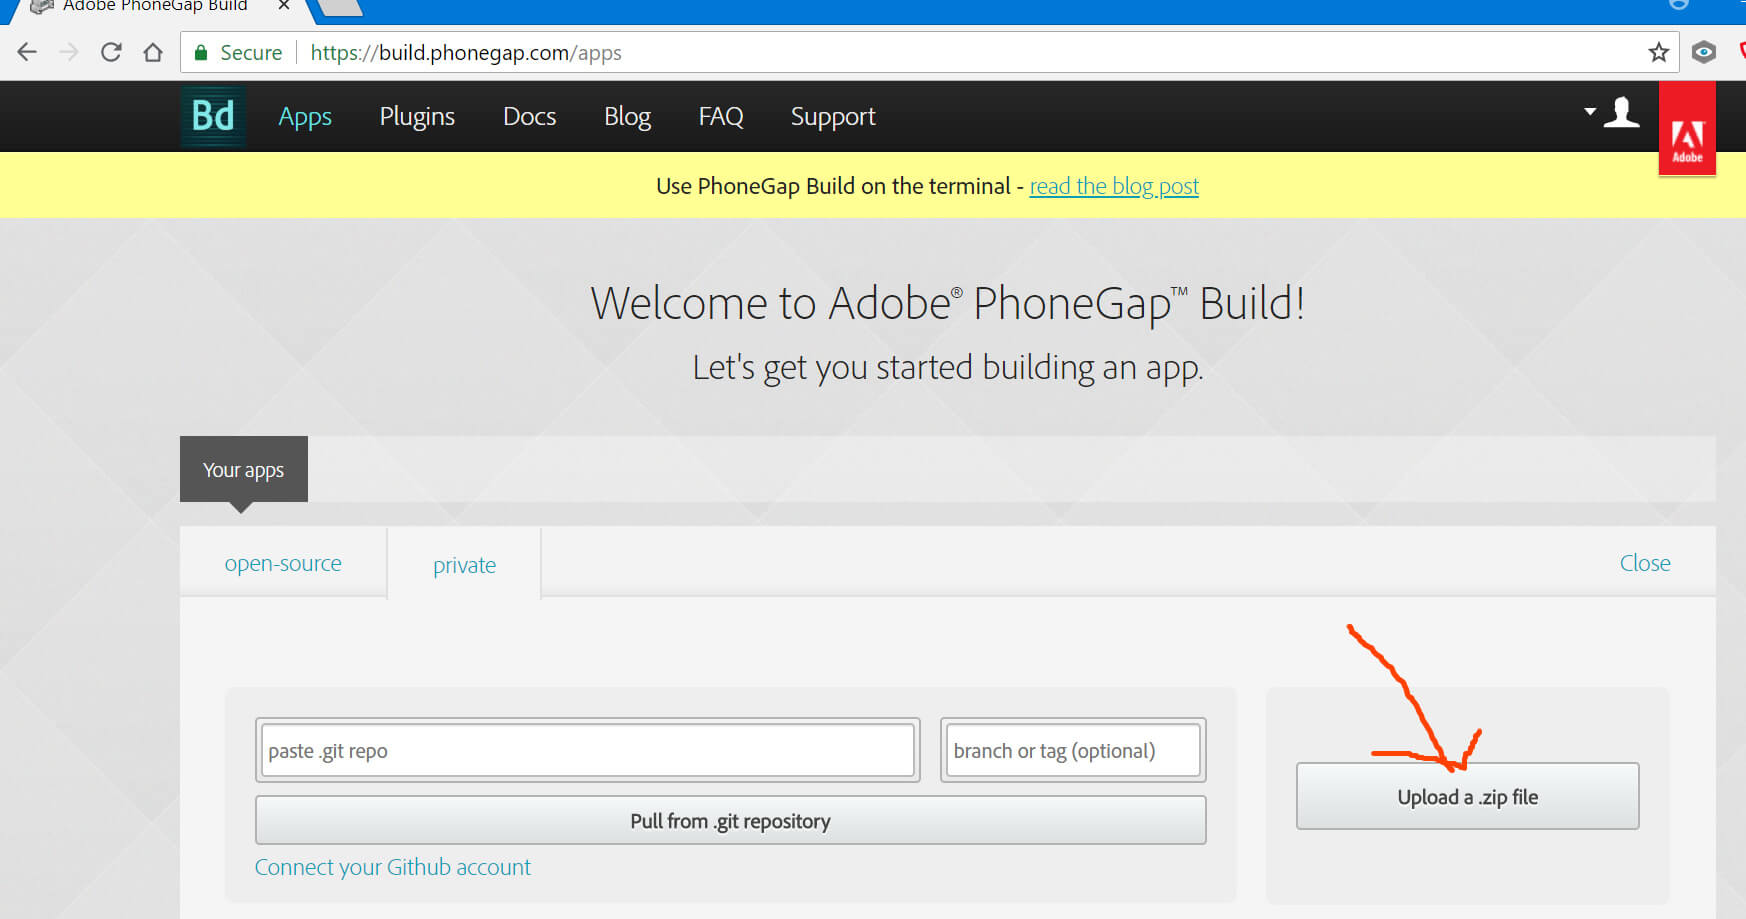 Adobe PhoneGap Build
Secure https://build.phonegap.com/apps
Bd Apps Plugins Docs Blog FAQ Support
Adobe
Use PhoneGap Build on the terminal - read the blog post
Welcome to Adobe® PhoneGap™ Build!
Let's get you started building an app.
Your apps
open-source private Close
paste .git repo branch or tag (optional)
Upload a .zip file
Pull from .git repository
Connect your Github account